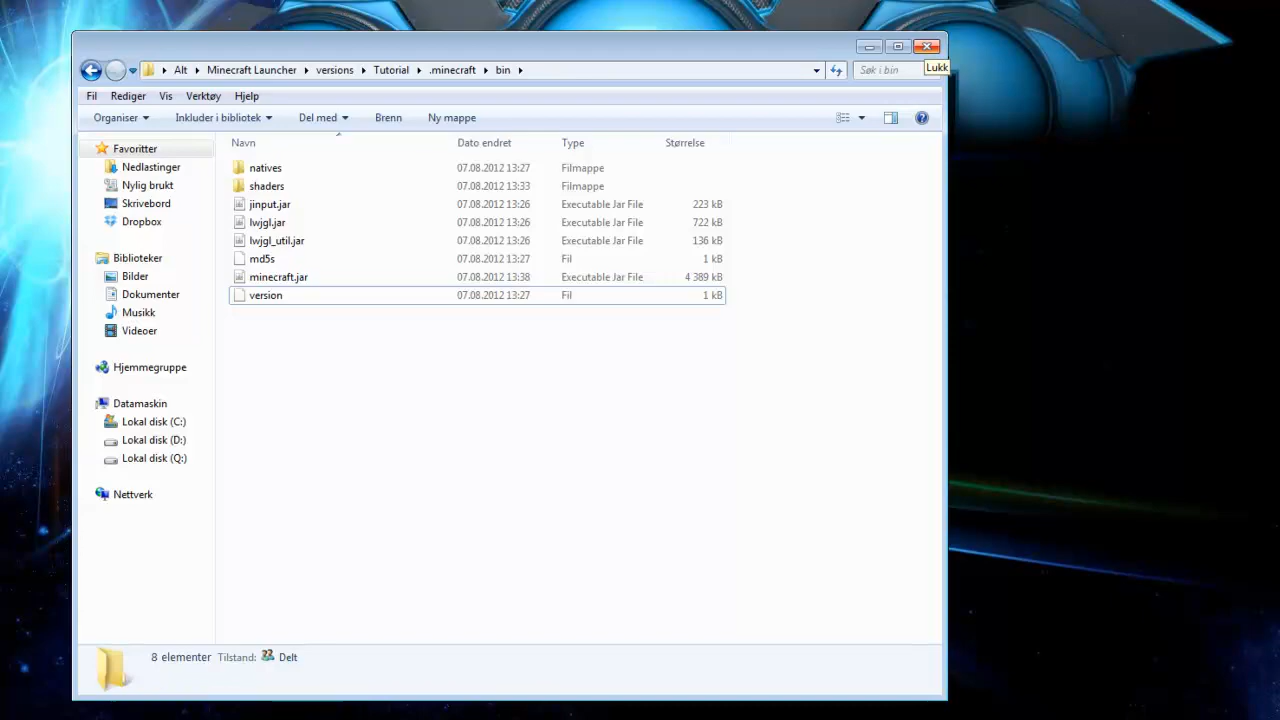 Alt Minecraft Launcher versions Tutorial .minecraft bin
Søk i bin
Lukk
Fil Rediger Vis Verktøy Hjelp
Organiser Inkluder i bibliotek Del med Brenn Ny mappe
Navn Dato endret Type Størrelse
Favoritter
Nedlastinger
Nylig brukt
Skrivebord
Dropbox
Biblioteker
Bilder
Dokumenter
Musikk
Videoer
Hjemmegruppe
Datamaskin
Lokal disk (C:)
Lokal disk (D:)
Lokal disk (Q:)
Nettverk
natives 07.08.2012 13:27 Filmappe
shaders 07.08.2012 13:33 Filmappe
jinput.jar 07.08.2012 13:26 Executable Jar File 223 kB
lwjgl.jar 07.08.2012 13:26 Executable Jar File 722 kB
lwjgl_util.jar 07.08.2012 13:26 Executable Jar File 136 kB
md5s 07.08.2012 13:27 Fil 1 kB
minecraft.jar 07.08.2012 13:38 Executable Jar File 4 389 kB
version 07.08.2012 13:27 Fil 1 kB
8 elementer Tilstand: Delt